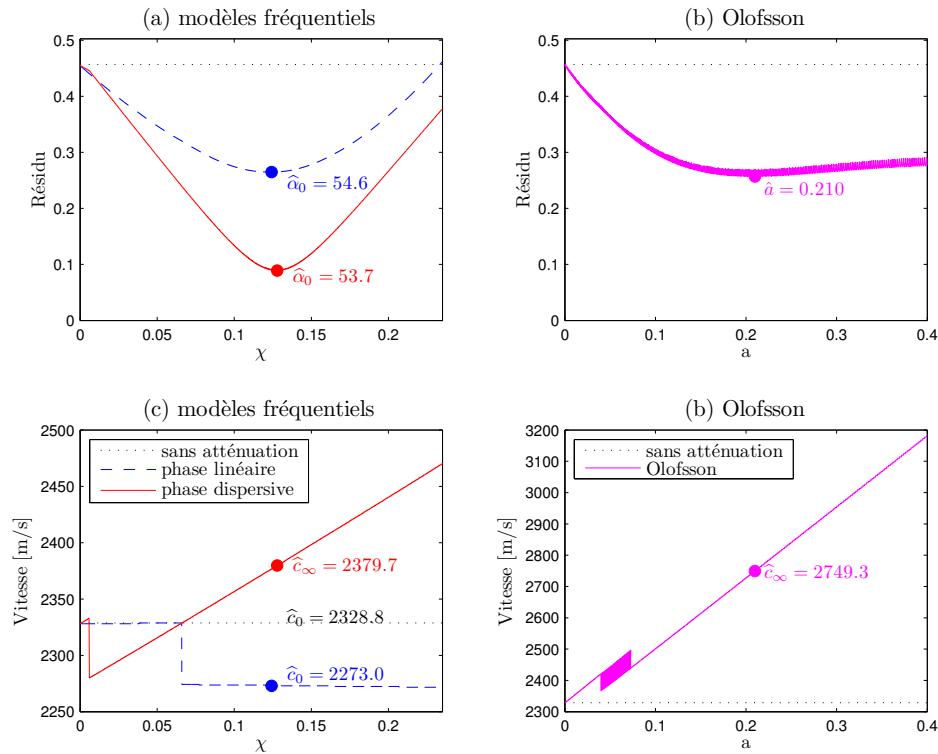 (a) modèles fréquentiels
0.5
0.4
0.3
0.2
0.1
0
Résidu
α̂₀ = 54.6
α̂₀ = 53.7
0 0.05 0.1 0.15 0.2
χ
(b) Olofsson
0.5
0.4
0.3
0.2
0.1
0
Résidu
â = 0.210
0 0.1 0.2 0.3 0.4
a
(c) modèles fréquentiels
2500
2450
2400
2350
2300
2250
Vitesse [m/s]
sans atténuation
phase linéaire
phase dispersive
ĉ∞ = 2379.7
ĉ₀ = 2328.8
ĉ₀ = 2273.0
0 0.05 0.1 0.15 0.2
χ
(b) Olofsson
3200
3100
3000
2900
2800
2700
2600
2500
2400
2300
Vitesse [m/s]
sans atténuation
Olofsson
ĉ∞ = 2749.3
0 0.1 0.2 0.3 0.4
a